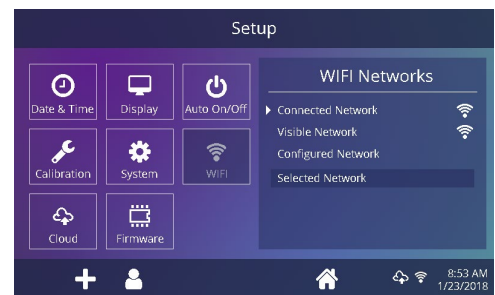 Setup
Date & Time
Display
Auto On/Off
Calibration
System
WIFI
Cloud
Firmware
WIFI Networks
Connected Network
Visible Network
Configured Network
Selected Network
8:53 AM
1/23/2018